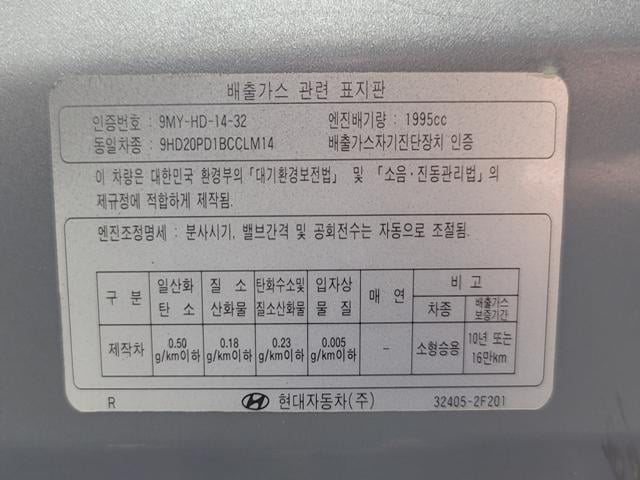 배출가스 관련 표지판
인증번호 : 9MY-HD-14-32 엔진배기량 : 1995cc
동일차종 : 9HD20PD1BCCLM14 배출가스자기진단장치 인증
이 차량은 대한민국 환경부의 「대기환경보전법」 및 「소음·진동관리법」의
제규정에 적합하게 제작됨.
엔진조정명세 : 분사시기, 밸브간격 및 공회전수는 자동으로 조절됨.
구 분 일산화 탄 소 질 소 산화물 탄화수소및 질소산화물 입자상 물 질 매 연 비 고
차종 배출가스 보증기간
제작차 0.50 g/km이하 0.18 g/km이하 0.23 g/km이하 0.005 g/km이하 - 소형승용 10년 또는 16만km
R 현대자동차(주) 32405-2F201